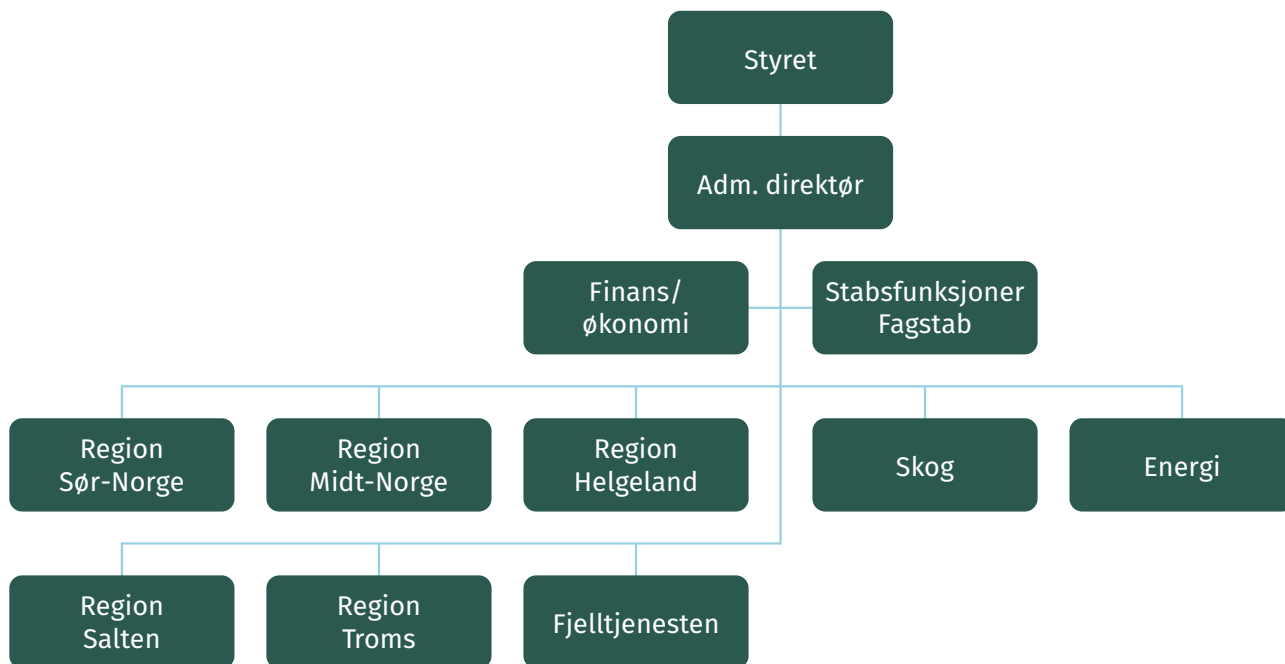 Styret
Adm. direktør
Finans/
økonomi
Stabsfunksjoner
Fagstab
Region
Sør-Norge
Region
Midt-Norge
Region
Helgeland
Skog
Energi
Region
Salten
Region
Troms
Fjelltjenesten